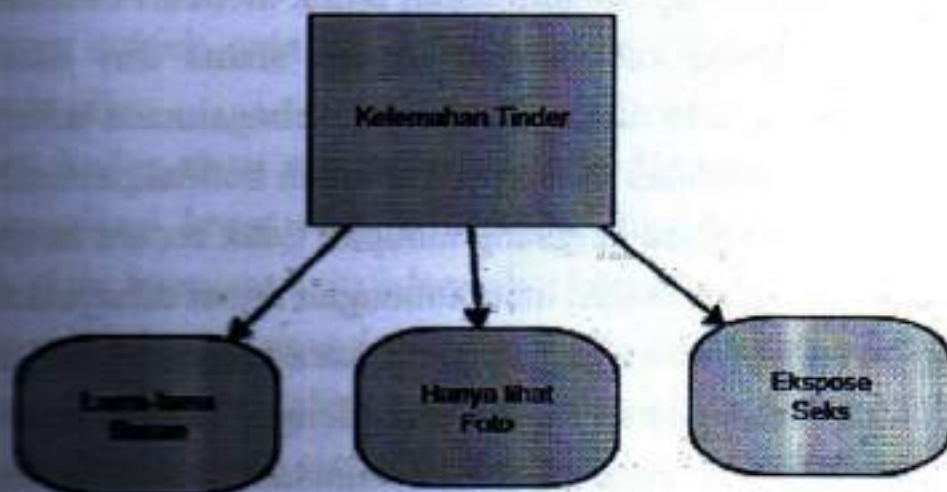 Kelemahan Tinder
Lama-lama
Bosan
Hanya lihat
Foto
Ekspose
Seks